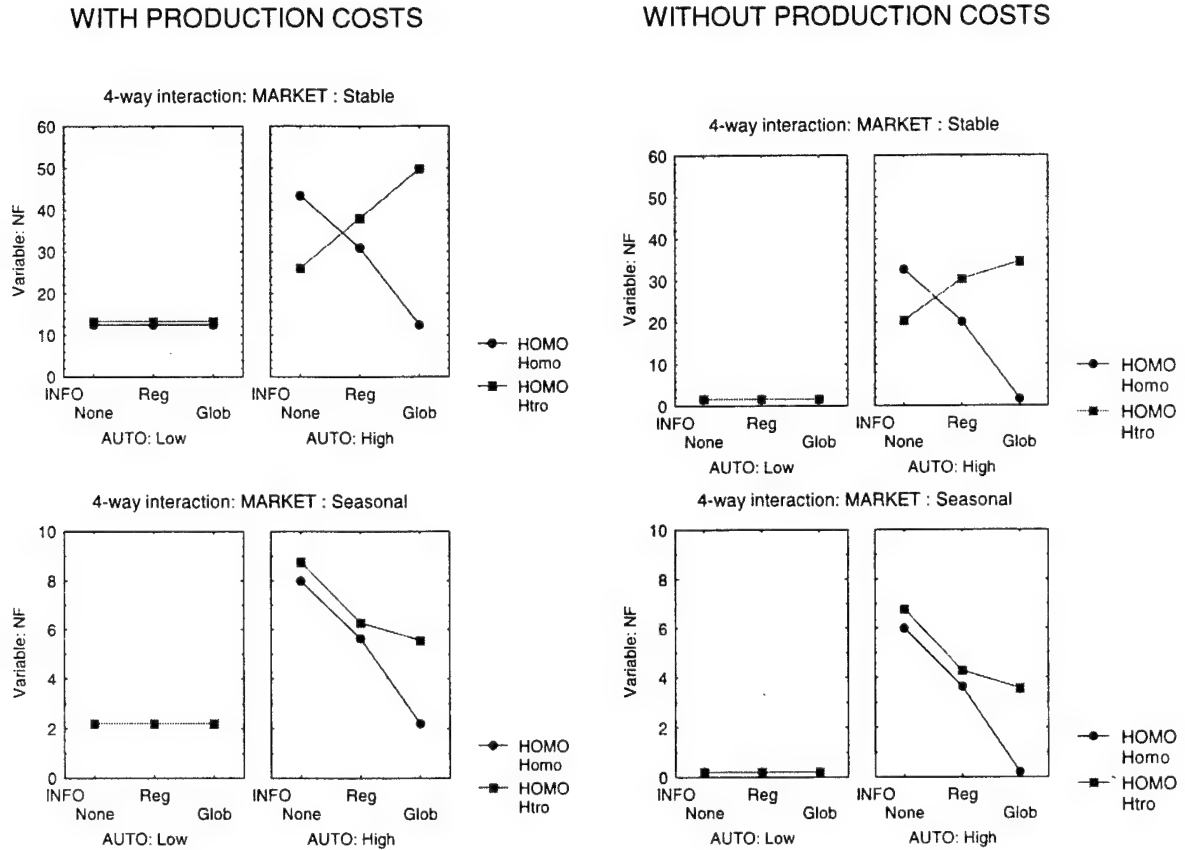 WITH PRODUCTION COSTS
4-way interaction: MARKET : Stable
Variable: NF
60
50
40
30
20
10
0
INFO None Reg Glob
AUTO: Low
None Reg Glob
AUTO: High
HOMO Homo
HOMO Htro
4-way interaction: MARKET : Seasonal
Variable: NF
10
8
6
4
2
0
INFO None Reg Glob
AUTO: Low
INFO None Reg Glob
AUTO: High
HOMO Homo
HOMO Htro
WITHOUT PRODUCTION COSTS
4-way interaction: MARKET : Stable
Variable: NF
60
50
40
30
20
10
0
INFO None Reg Glob
AUTO: Low
INFO None Reg Glob
AUTO: High
HOMO Homo
HOMO Htro
4-way interaction: MARKET : Seasonal
Variable: NF
10
8
6
4
2
0
INFO None Reg Glob
AUTO: Low
INFO None Reg Glob
AUTO: High
HOMO Homo
HOMO Htro